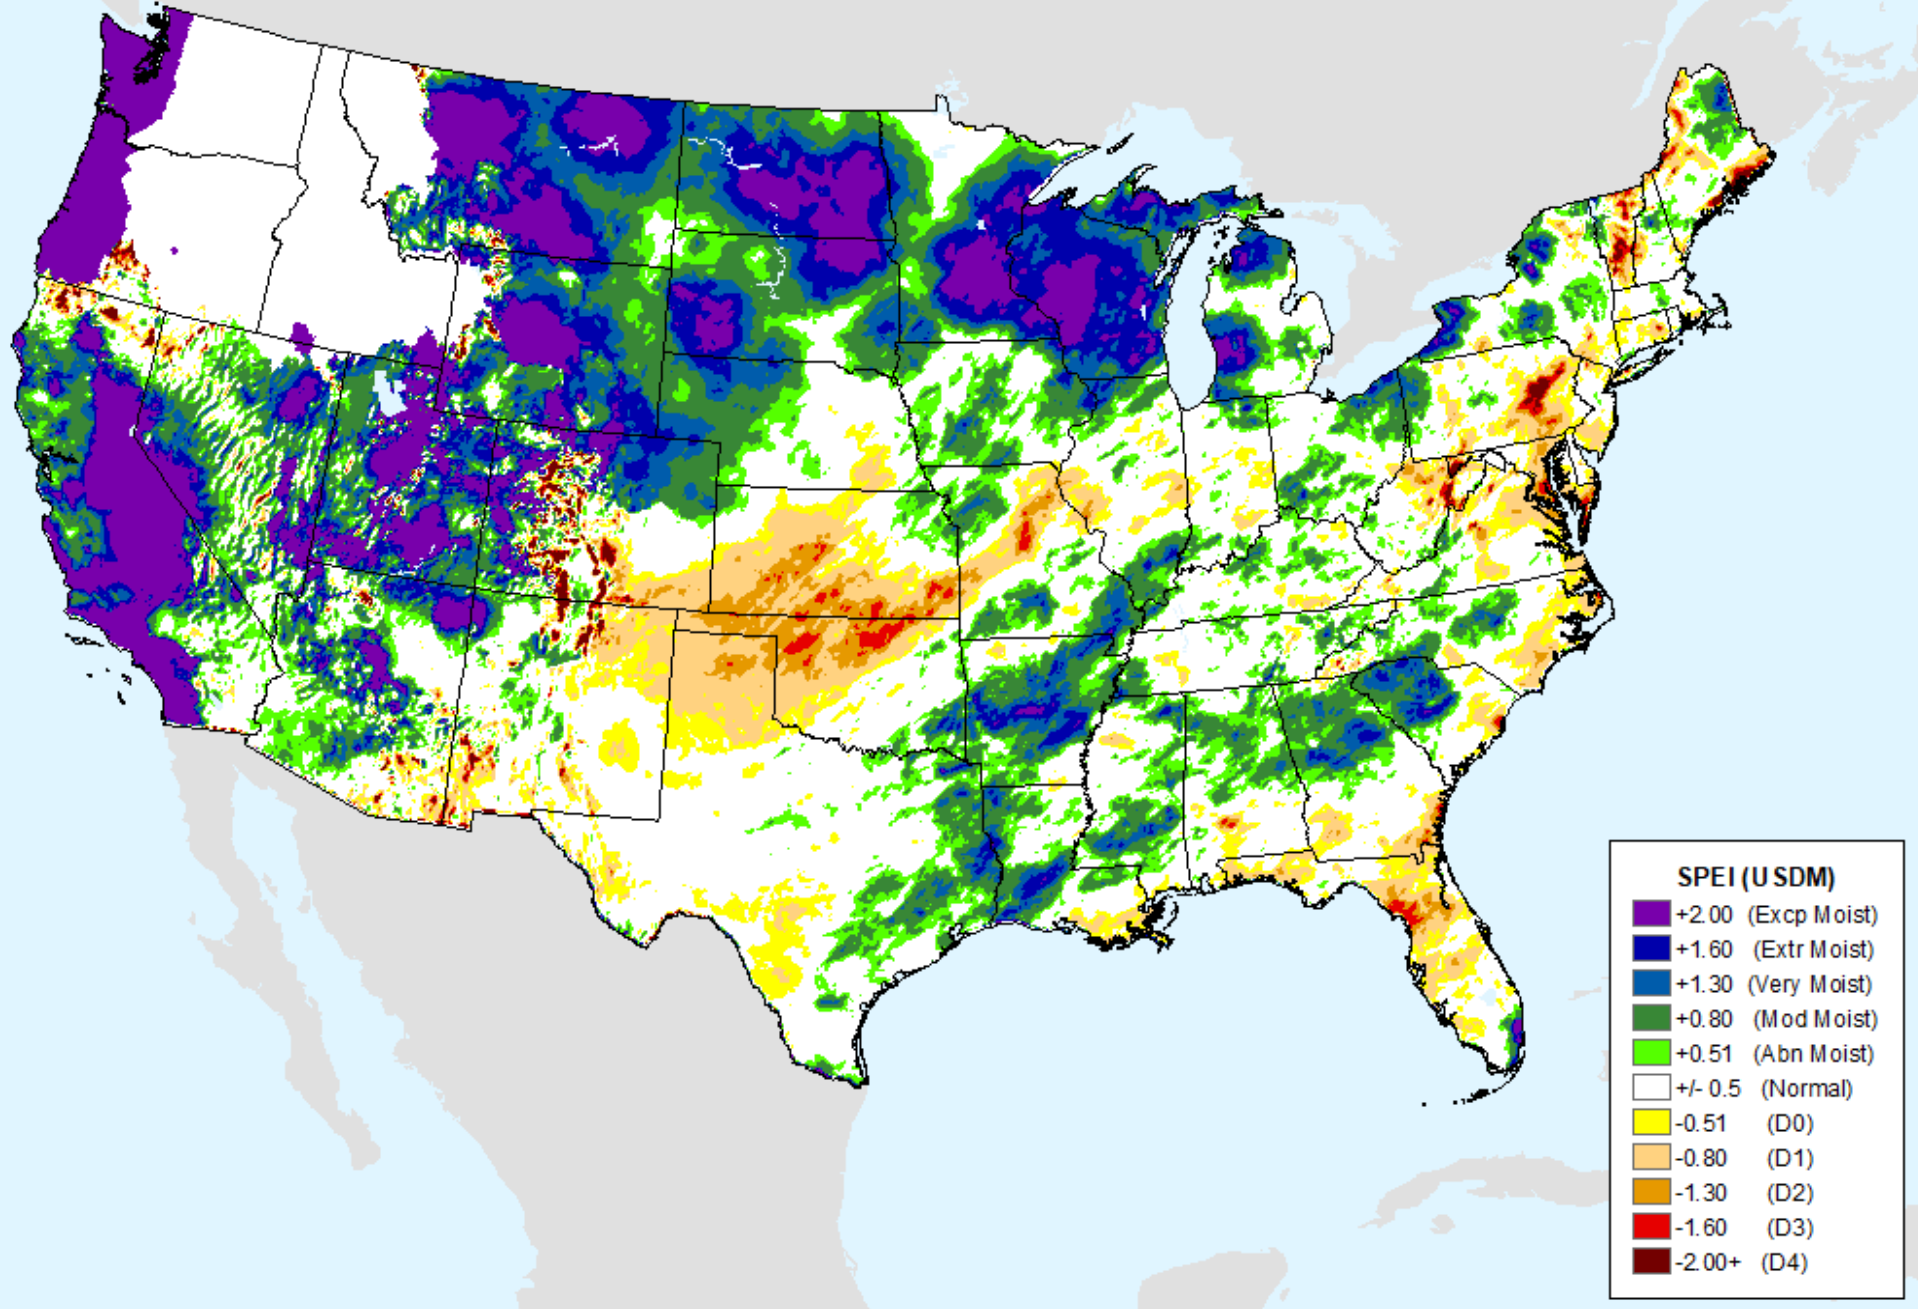 SPEI (USDM)
+2.00 (Excp Moist)
+1.60 (Extr Moist)
+1.30 (Very Moist)
+0.80 (Mod Moist)
+0.51 (Abn Moist)
+/- 0.5 (Normal)
-0.51 (D0)
-0.80 (D1)
-1.30 (D2)
-1.60 (D3)
-2.00+ (D4)